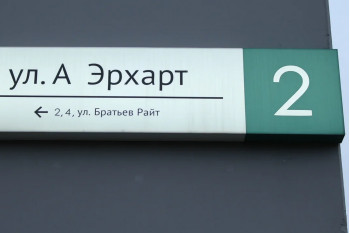 ул. А Эрхарт
2
← 2, 4, ул. Братьев Райт